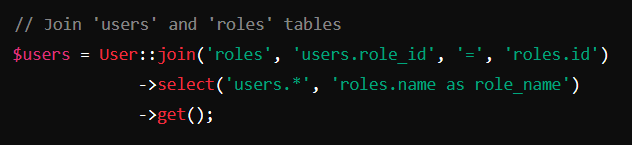 // Join 'users' and 'roles' tables
$users = User::join('roles', 'users.role_id', '=', 'roles.id')
->select('users.*', 'roles.name as role_name')
->get();